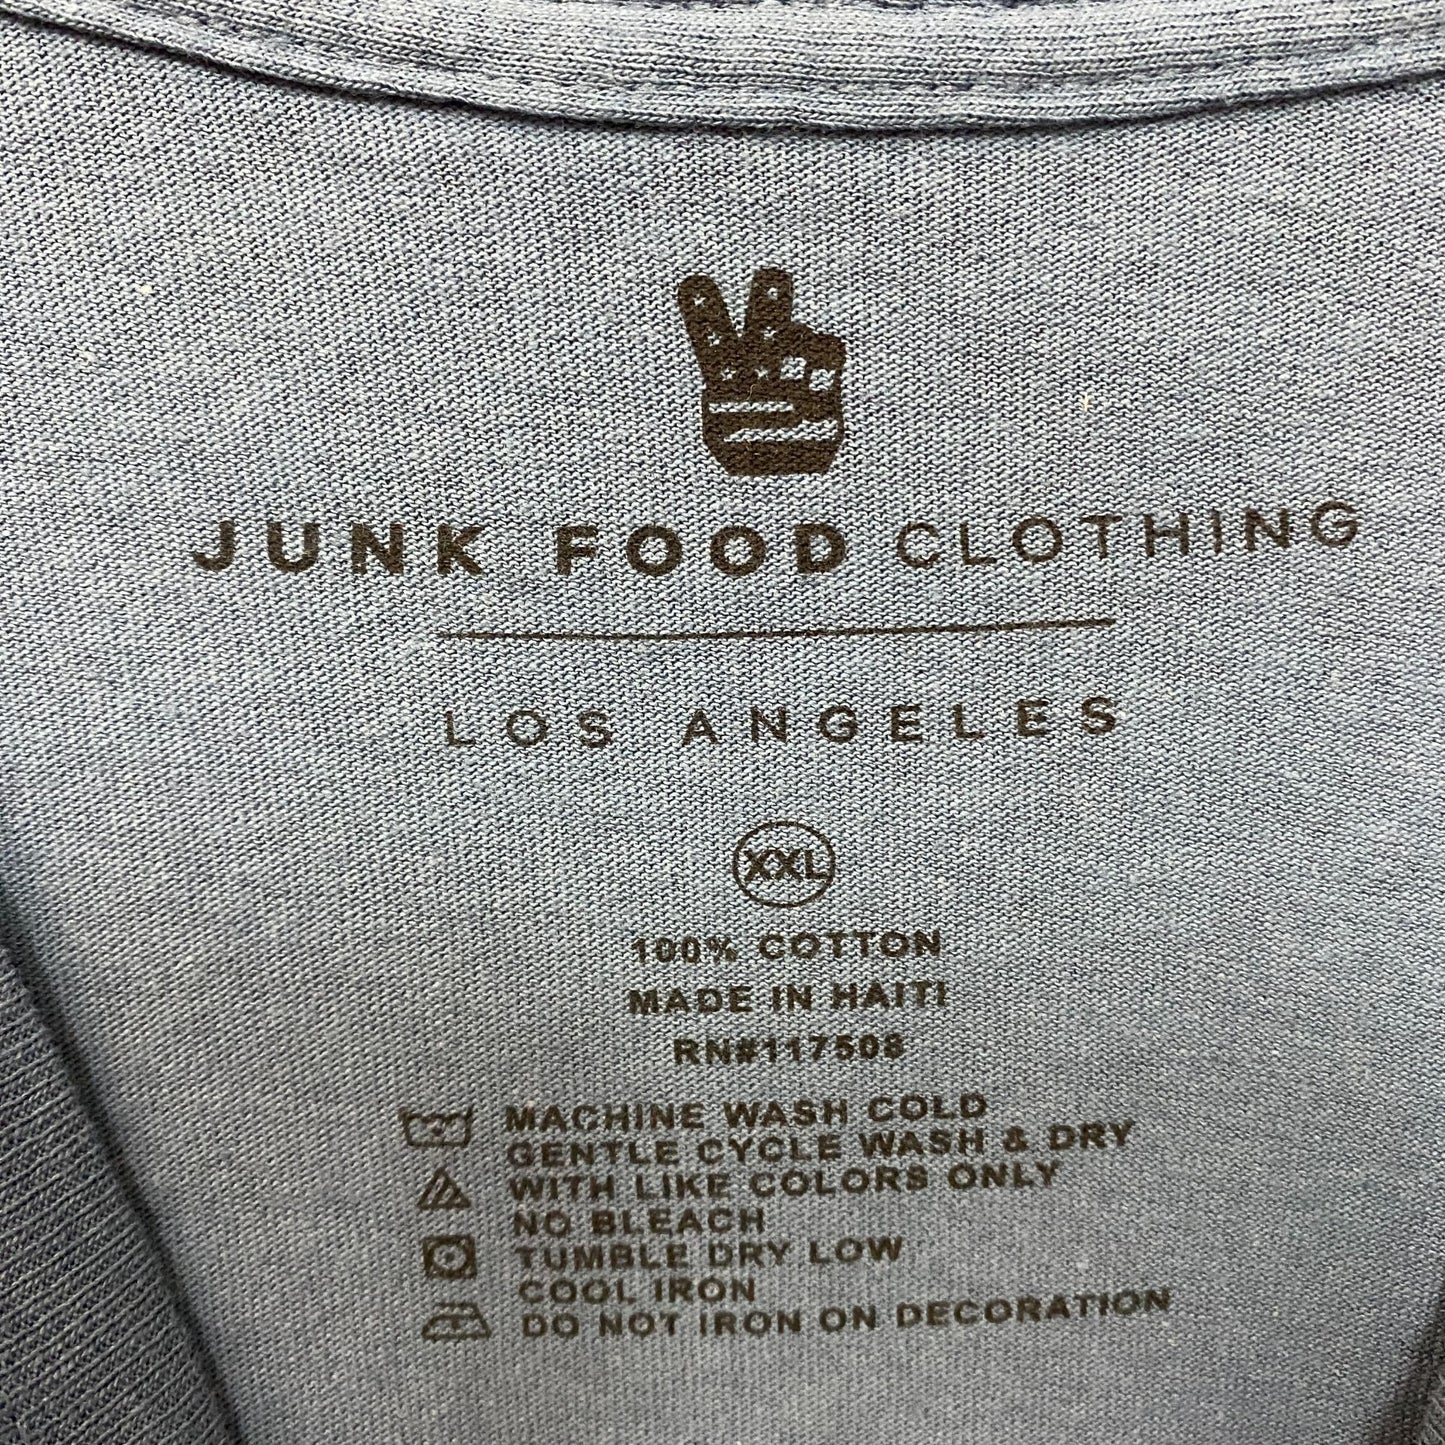 JUNK FOOD CLOTHING
LOS ANGELES
XXL
100% COTTON
MADE IN HAITI
RN#117508
MACHINE WASH COLD
GENTLE CYCLE WASH & DRY
WITH LIKE COLORS ONLY
NO BLEACH
TUMBLE DRY LOW
COOL IRON
DO NOT IRON ON DECORATION